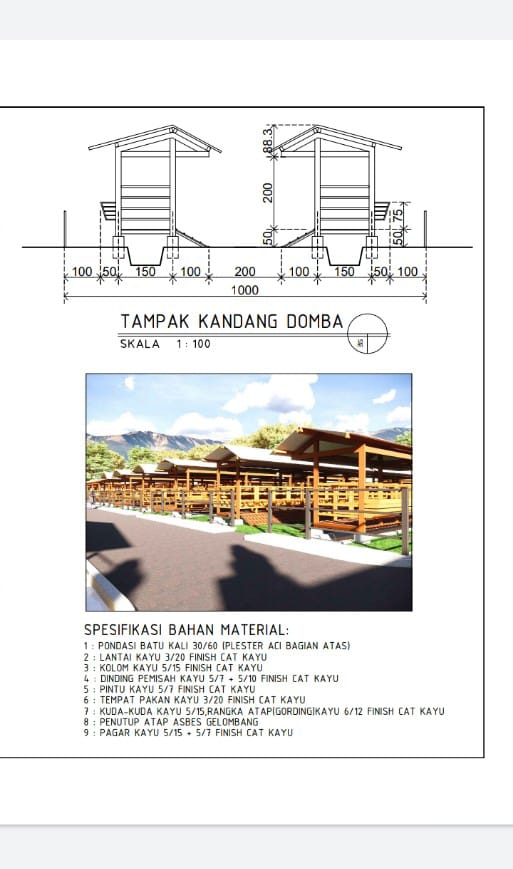 88.3
200
75
50
50
100 50 150 100 200 100 150 50 100
1000
TAMPAK KANDANG DOMBA
SKALA 1 : 100
SPESIFIKASI BAHAN MATERIAL:
1 : PONDASI BATU KALI 30/60 (PLESTER ACI BAGIAN ATAS)
2 : LANTAI KAYU 3/20 FINISH CAT KAYU
3 : KOLOM KAYU 5/15 FINISH CAT KAYU
4 : DINDING PEMISAH KAYU 5/7 + 5/10 FINISH CAT KAYU
5 : PINTU KAYU 5/7 FINISH CAT KAYU
6 : TEMPAT PAKAN KAYU 3/20 FINISH CAT KAYU
7 : KUDA-KUDA KAYU 5/15,RANGKA ATAP(GORDING)KAYU 6/12 FINISH CAT KAYU
8 : PENUTUP ATAP ASBES GELOMBANG
9 : PAGAR KAYU 5/15 + 5/7 FINISH CAT KAYU